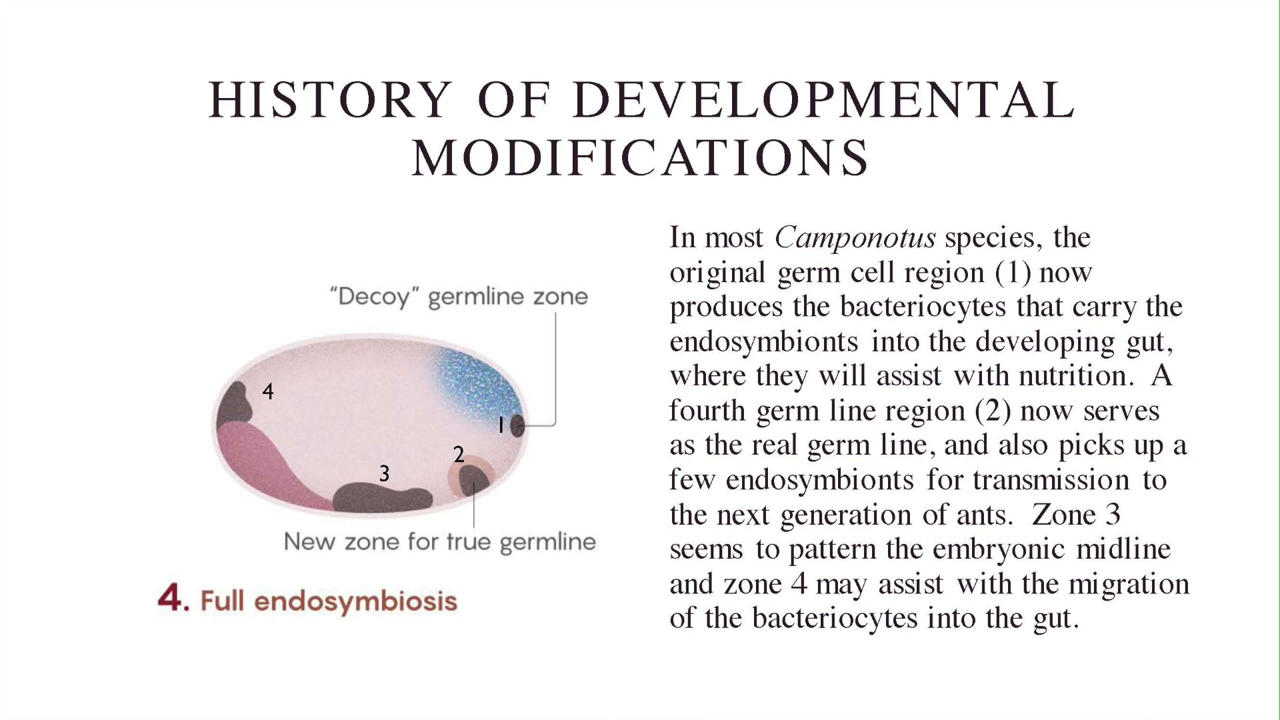 HISTORY OF DEVELOPMENTAL
MODIFICATIONS
“Decoy” germline zone
4
1
2
3
New zone for true germline
4. Full endosymbiosis
In most Camponotus species, the
original germ cell region (1) now
produces the bacteriocytes that carry the
endosymbionts into the developing gut,
where they will assist with nutrition. A
fourth germ line region (2) now serves
as the real germ line, and also picks up a
few endosymbionts for transmission to
the next generation of ants. Zone 3
seems to pattern the embryonic midline
and zone 4 may assist with the migration
of the bacteriocytes into the gut.